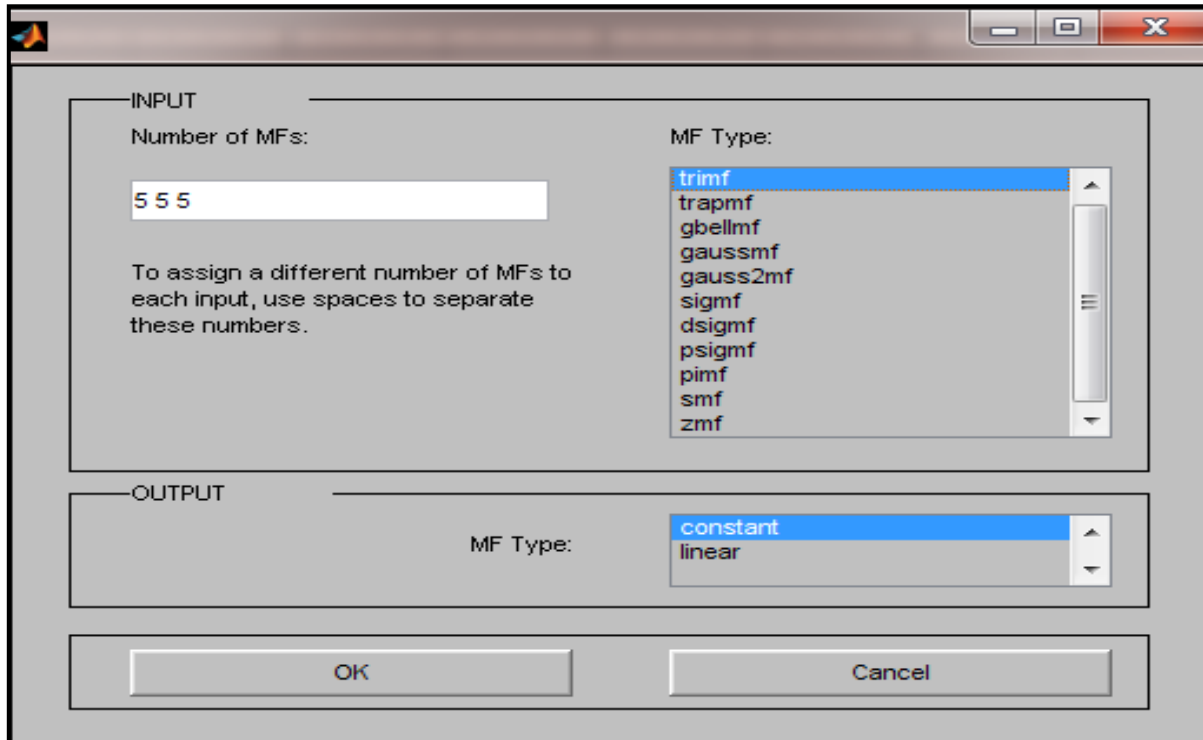 INPUT
Number of MFs:
5 5 5
To assign a different number of MFs to
each input, use spaces to separate
these numbers.
MF Type:
trimf
trapmf
gbellmf
gaussmf
gauss2mf
sigmf
dsigmf
psigmf
pimf
smf
zmf
OUTPUT
MF Type:
constant
linear
OK
Cancel